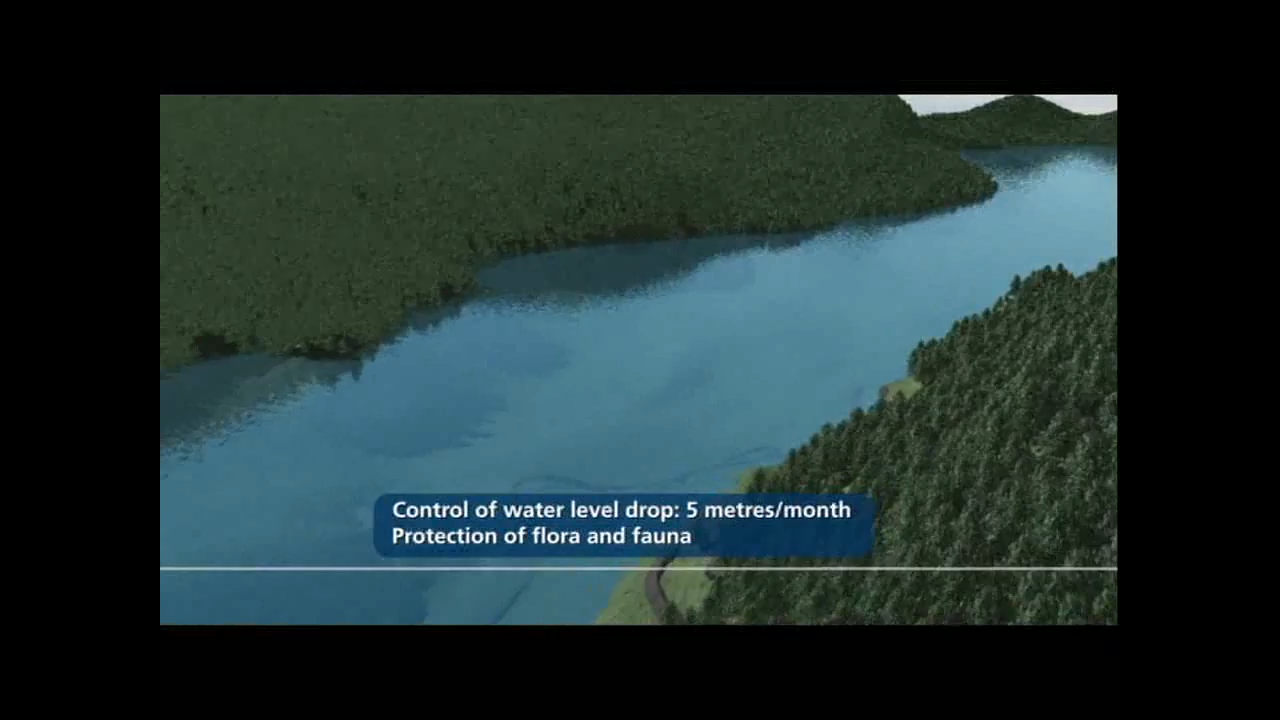 Control of water level drop: 5 metres/month
Protection of flora and fauna